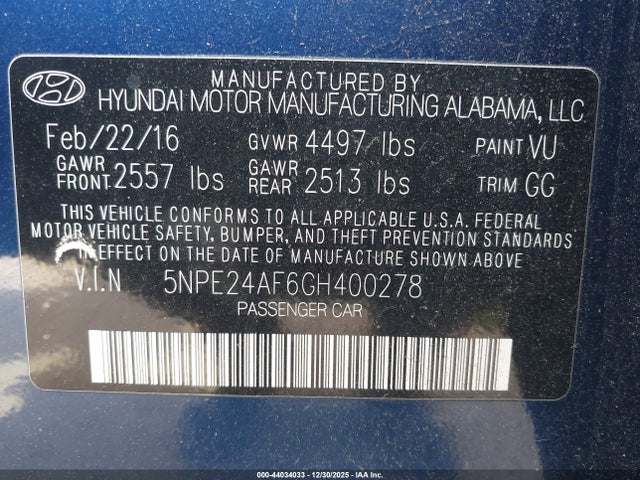 MANUFACTURED BY
HYUNDAI MOTOR MANUFACTURING ALABAMA, LLC
Feb/22/16 GVWR 4497 lbs PAINT VU
GAWR FRONT 2557 lbs GAWR REAR 2513 lbs TRIM GG
THIS VEHICLE CONFORMS TO ALL APPLICABLE U.S.A. FEDERAL
MOTOR VEHICLE SAFETY, BUMPER, AND THEFT PREVENTION STANDARDS
IN EFFECT ON THE DATE OF MANUFACTURE SHOWN ABOVE
V.I.N 5NPE24AF6GH400278
PASSENGER CAR
000-44034033 — 12/30/2025 — IAA Inc.